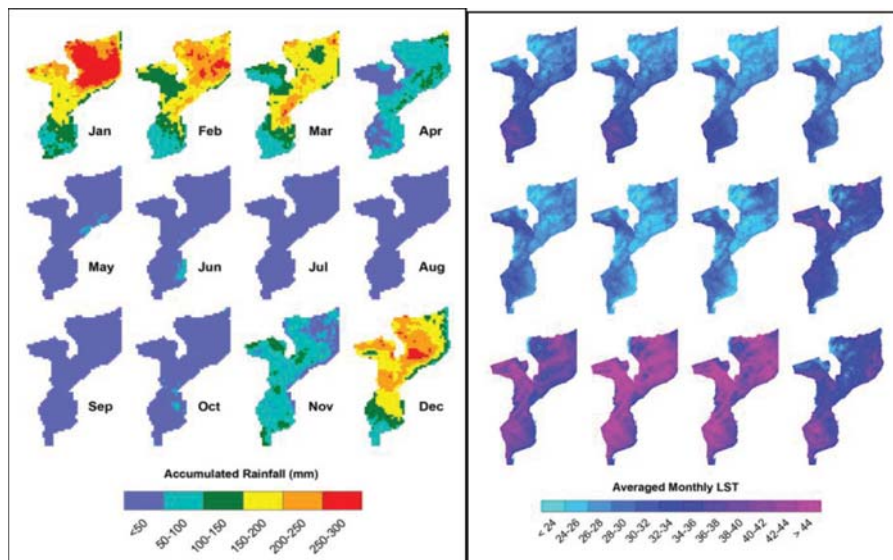 Jan Feb Mar Apr
May Jun Jul Aug
Sep Oct Nov Dec
Accumulated Rainfall (mm)
<50 50-100 100-150 150-200 200-250 250-300
Averaged Monthly LST
< 24 24-26 26-28 28-30 30-32 32-34 34-36 36-38 38-40 40-42 42-44 > 44